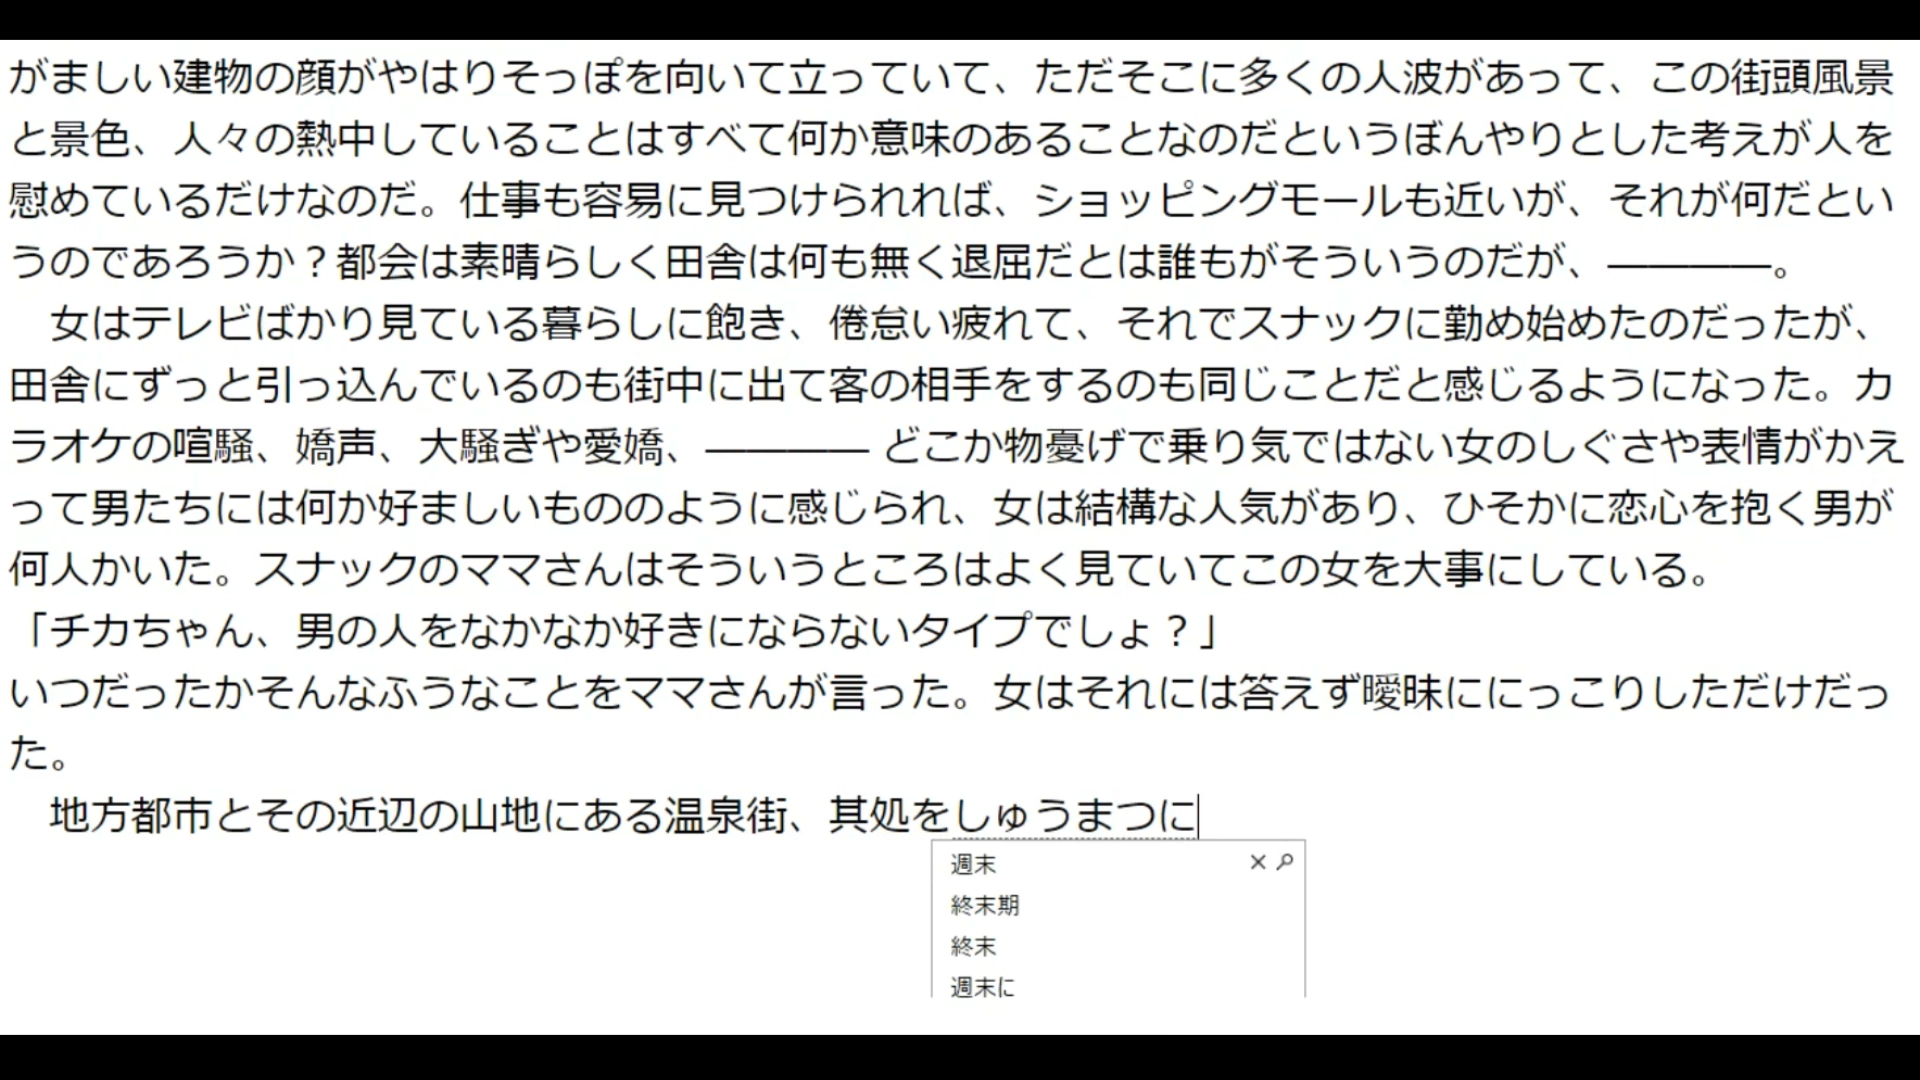 がましい建物の顔がやはりそっぽを向いて立っていて、ただそこに多くの人波があって、この街頭風景
と景色、人々の熱中していることはすべて何か意味のあることなのだというぼんやりとした考えが人を
慰めているだけなのだ。仕事も容易に見つけられれば、ショッピングモールも近いが、それが何だとい
うのであろうか？都会は素晴らしく田舎は何も無く退屈だとは誰もがそういうのだが、――――。
　女はテレビばかり見ている暮らしに飽き、倦怠い疲れて、それでスナックに勤め始めたのだったが、
田舎にずっと引っ込んでいるのも街中に出て客の相手をするのも同じことだと感じるようになった。カ
ラオケの喧騒、嬌声、大騒ぎや愛嬌、―――― どこか物憂げで乗り気ではない女のしぐさや表情がかえ
って男たちには何か好ましいもののように感じられ、女は結構な人気があり、ひそかに恋心を抱く男が
何人かいた。スナックのママさんはそういうところはよく見ていてこの女を大事にしている。
「チカちゃん、男の人をなかなか好きにならないタイプでしょ？」
いつだったかそんなふうなことをママさんが言った。女はそれには答えず曖昧ににっこりしただけだっ
た。
　地方都市とその近辺の山地にある温泉街、其処をしゅうまつに
週末
終末期
終末
週末に